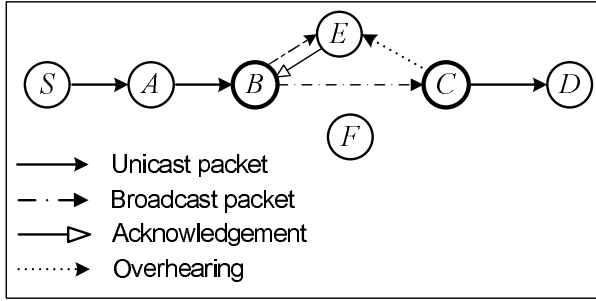 E
S A B C D
F
Unicast packet
Broadcast packet
Acknowledgement
Overhearing